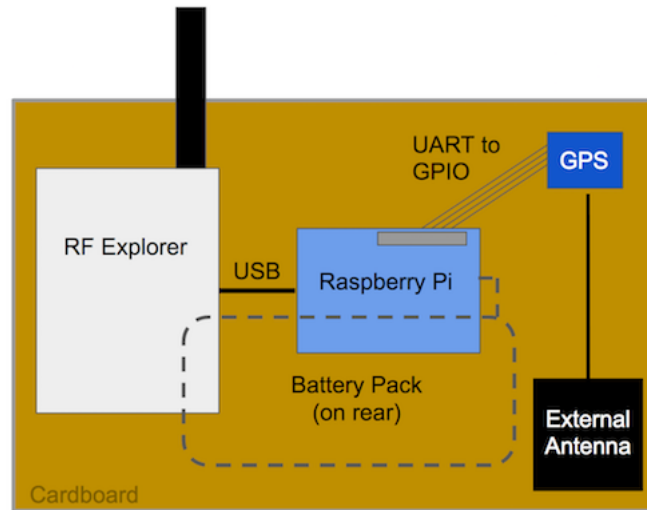 UART to
GPIO
GPS
RF Explorer
USB
Raspberry Pi
Battery Pack
(on rear)
External
Antenna
Cardboard